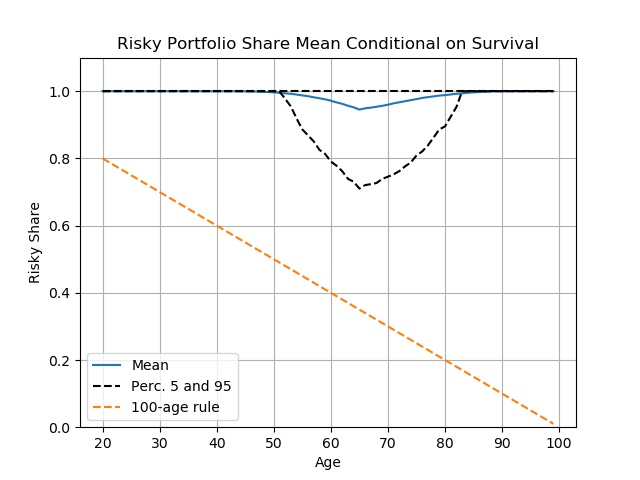 Risky Portfolio Share Mean Conditional on Survival
1.0
0.8
0.6
0.4
0.2
0.0
Risky Share
Mean
Perc. 5 and 95
100-age rule
20 30 40 50 60 70 80 90 100
Age